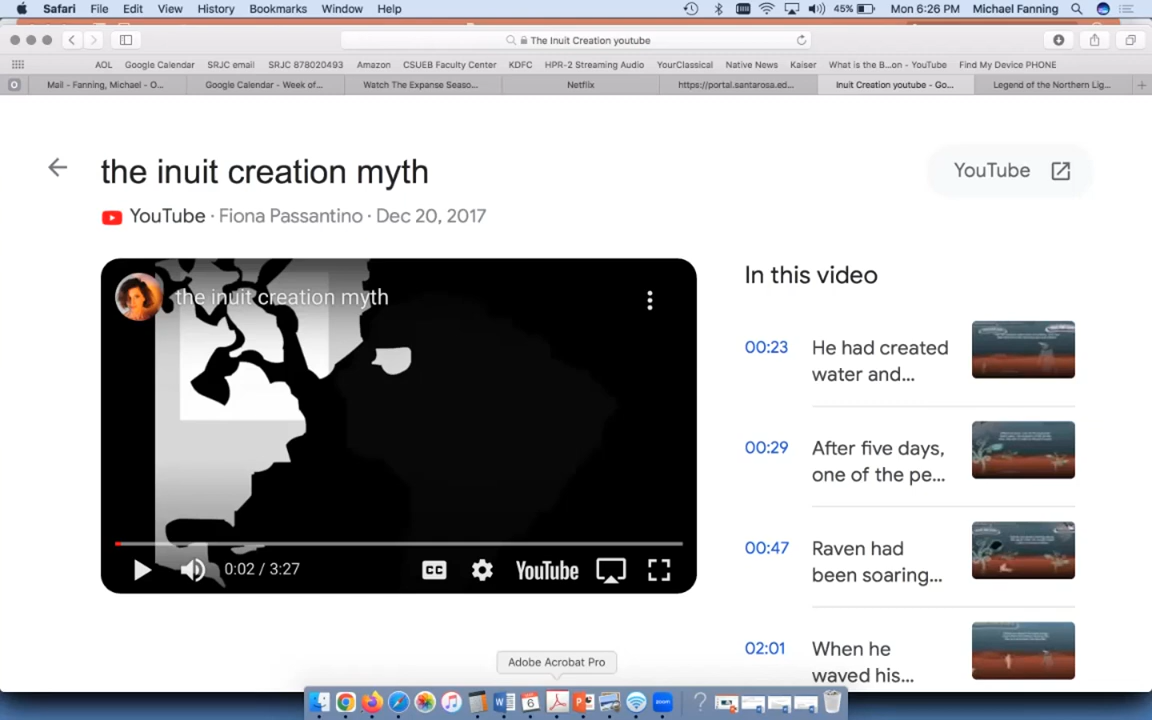 Safari File Edit View History Bookmarks Window Help 45% Mon 6:26 PM Michael Fanning
The Inuit Creation youtube
AOL Google Calendar SRJC email SRJC 878020493 Amazon CSUEB Faculty Center KDFC HPR-2 Streaming Audio YourClassical Native News Kaiser What is the B...on - YouTube Find My Device PHONE
Mail - Fanning, Michael - O... Google Calendar - Week of... Watch The Expanse Seaso... Netflix https://portal.santarosa.ed... Inuit Creation youtube - Go... Legend of the Northern Lig...
the inuit creation myth
YouTube
YouTube · Fiona Passantino · Dec 20, 2017
the inuit creation myth
In this video
00:23 He had created
water and...
00:29 After five days,
one of the pe...
00:47 Raven had
been soaring...
0:02 / 3:27 CC YouTube
02:01 When he
waved his...
Adobe Acrobat Pro
6
zoom